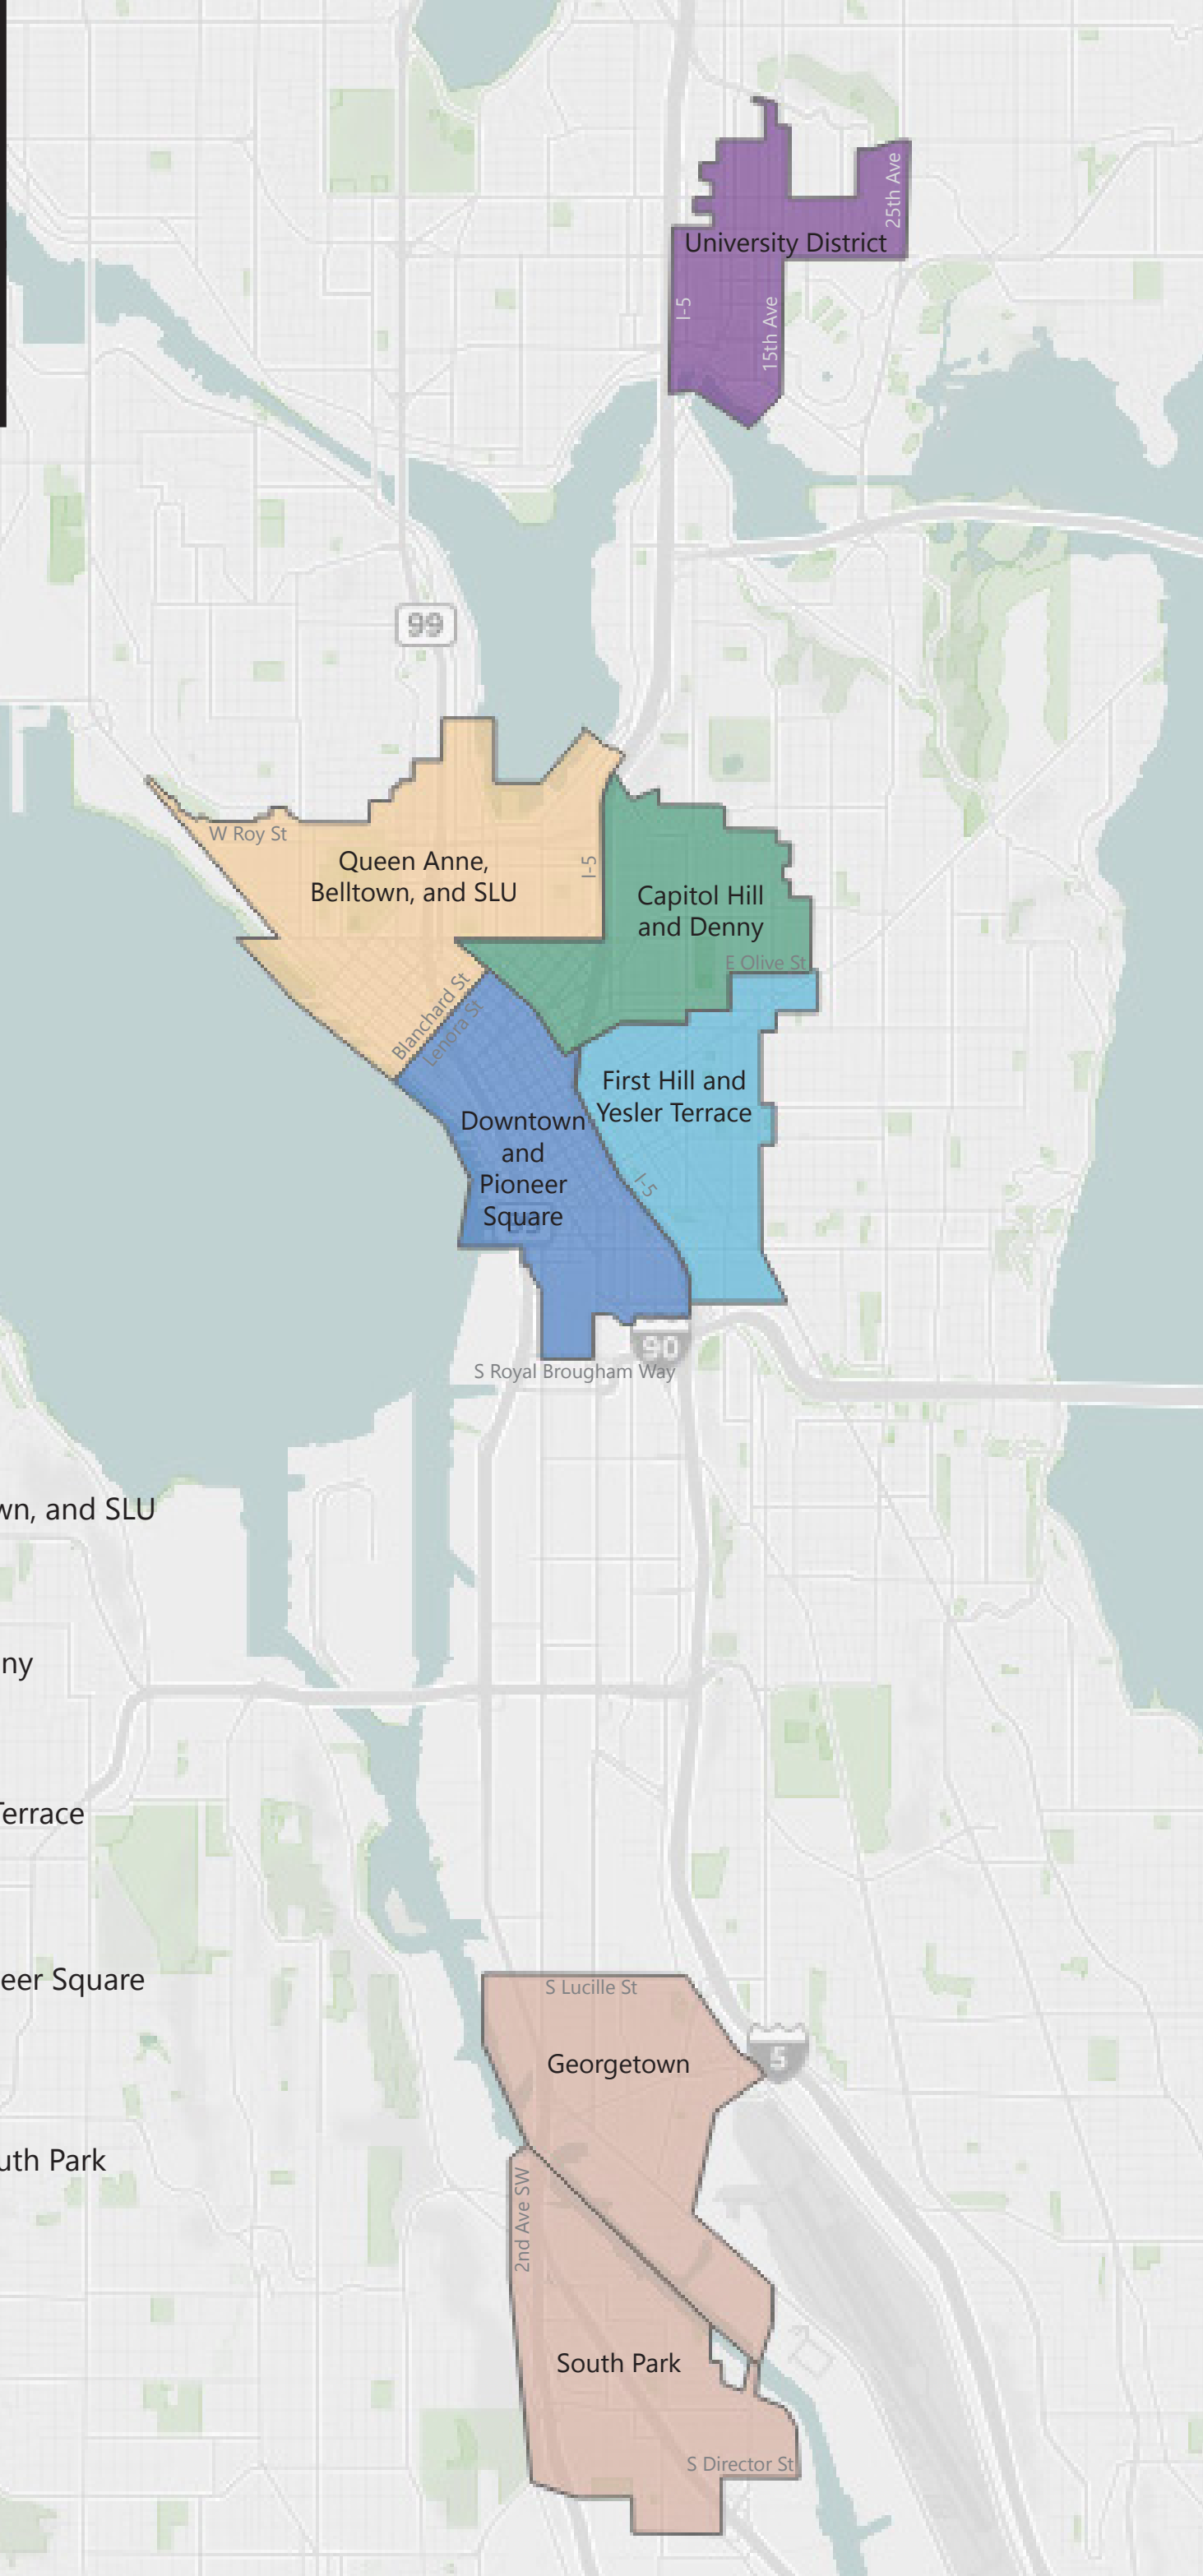 25th Ave
University District
I-5
15th Ave
99
W Roy St
Queen Anne,
Belltown, and SLU
I-5
Capitol Hill
and Denny
E Olive St
Blanchard St
Lenora St
First Hill and
Yesler Terrace
Downtown
and
Pioneer
Square
I-5
90
S Royal Brougham Way
wn, and SLU
ny
Terrace
eer Square
S Lucille St
5
Georgetown
uth Park
2nd Ave SW
South Park
S Director St